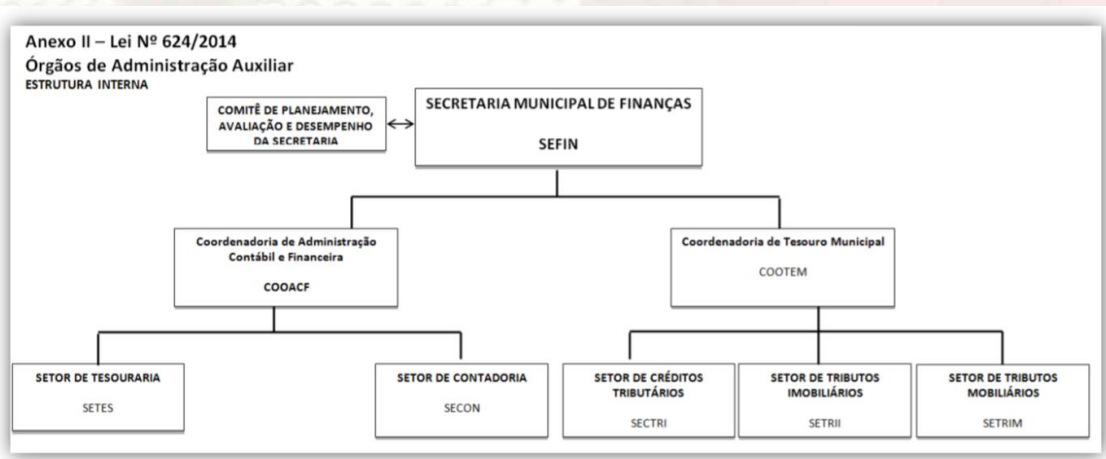 Anexo II – Lei Nº 624/2014
Órgãos de Administração Auxiliar
ESTRUTURA INTERNA
COMITÊ DE PLANEJAMENTO,
AVALIAÇÃO E DESEMPENHO
DA SECRETARIA
SECRETARIA MUNICIPAL DE FINANÇAS
SEFIN
Coordenadoria de Administração
Contábil e Financeira
COOACF
Coordenadoria de Tesouro Municipal
COOTEM
SETOR DE TESOURARIA
SETES
SETOR DE CONTADORIA
SECON
SETOR DE CRÉDITOS
TRIBUTÁRIOS
SECTRI
SETOR DE TRIBUTOS
IMOBILIÁRIOS
SETRII
SETOR DE TRIBUTOS
MOBILIÁRIOS
SETRIM